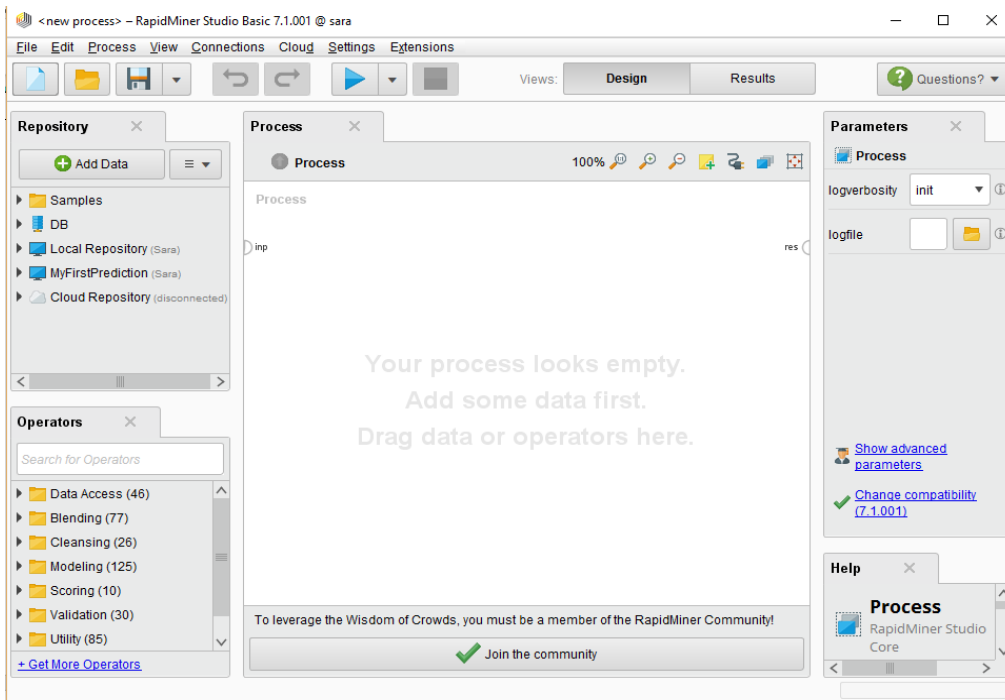 <new process> – RapidMiner Studio Basic 7.1.001 @ sara
File Edit Process View Connections Cloud Settings Extensions
Views: Design Results Questions?
Repository
Add Data
Samples
DB
Local Repository (Sara)
MyFirstPrediction (Sara)
Cloud Repository (disconnected)
Operators
Search for Operators
Data Access (46)
Blending (77)
Cleansing (26)
Modeling (125)
Scoring (10)
Validation (30)
Utility (85)
+ Get More Operators
Process
Process 100%
Process
inp res
Your process looks empty.
Add some data first.
Drag data or operators here.
To leverage the Wisdom of Crowds, you must be a member of the RapidMiner Community!
Join the community
Parameters
Process
logverbosity init
logfile
Show advanced
parameters
Change compatibility
(7.1.001)
Help
Process
RapidMiner Studio
Core